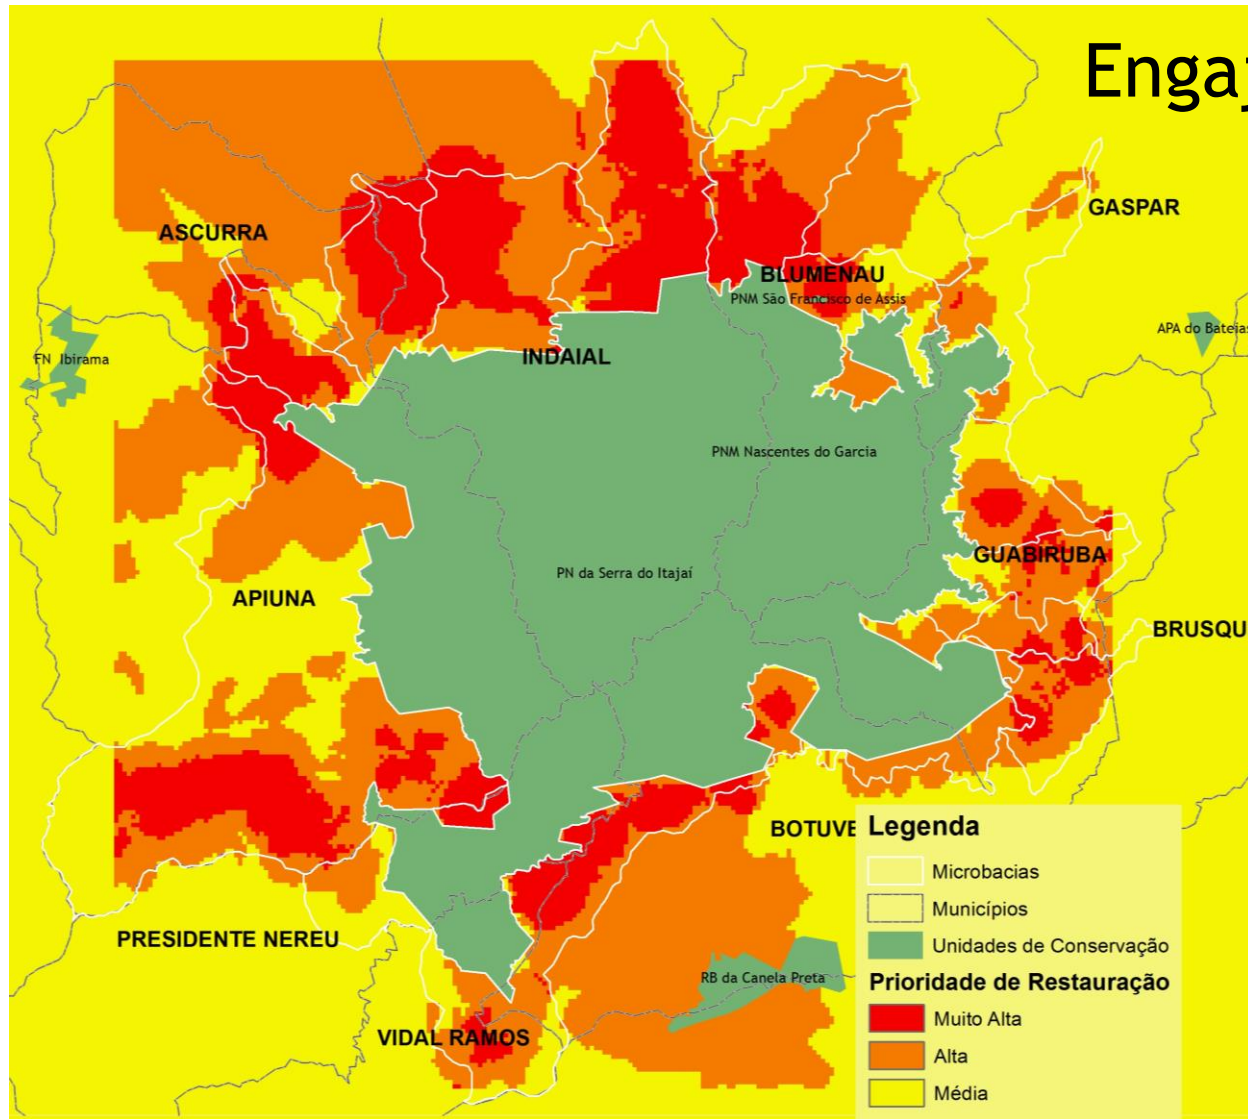 Engaj
GASPAR
ASCURRA
BLUMENAU
PNM São Francisco de Assis
APA do Bateias
FN Ibirama
INDAIAL
PNM Nascentes do Garcia
GUABIRUBA
PN da Serra do Itajaí
APIUNA
BRUSQU
BOTUVE
Legenda
Microbacias
Municípios
Unidades de Conservação
Prioridade de Restauração
Muito Alta
Alta
Média
PRESIDENTE NEREU
RB da Canela Preta
VIDAL RAMOS